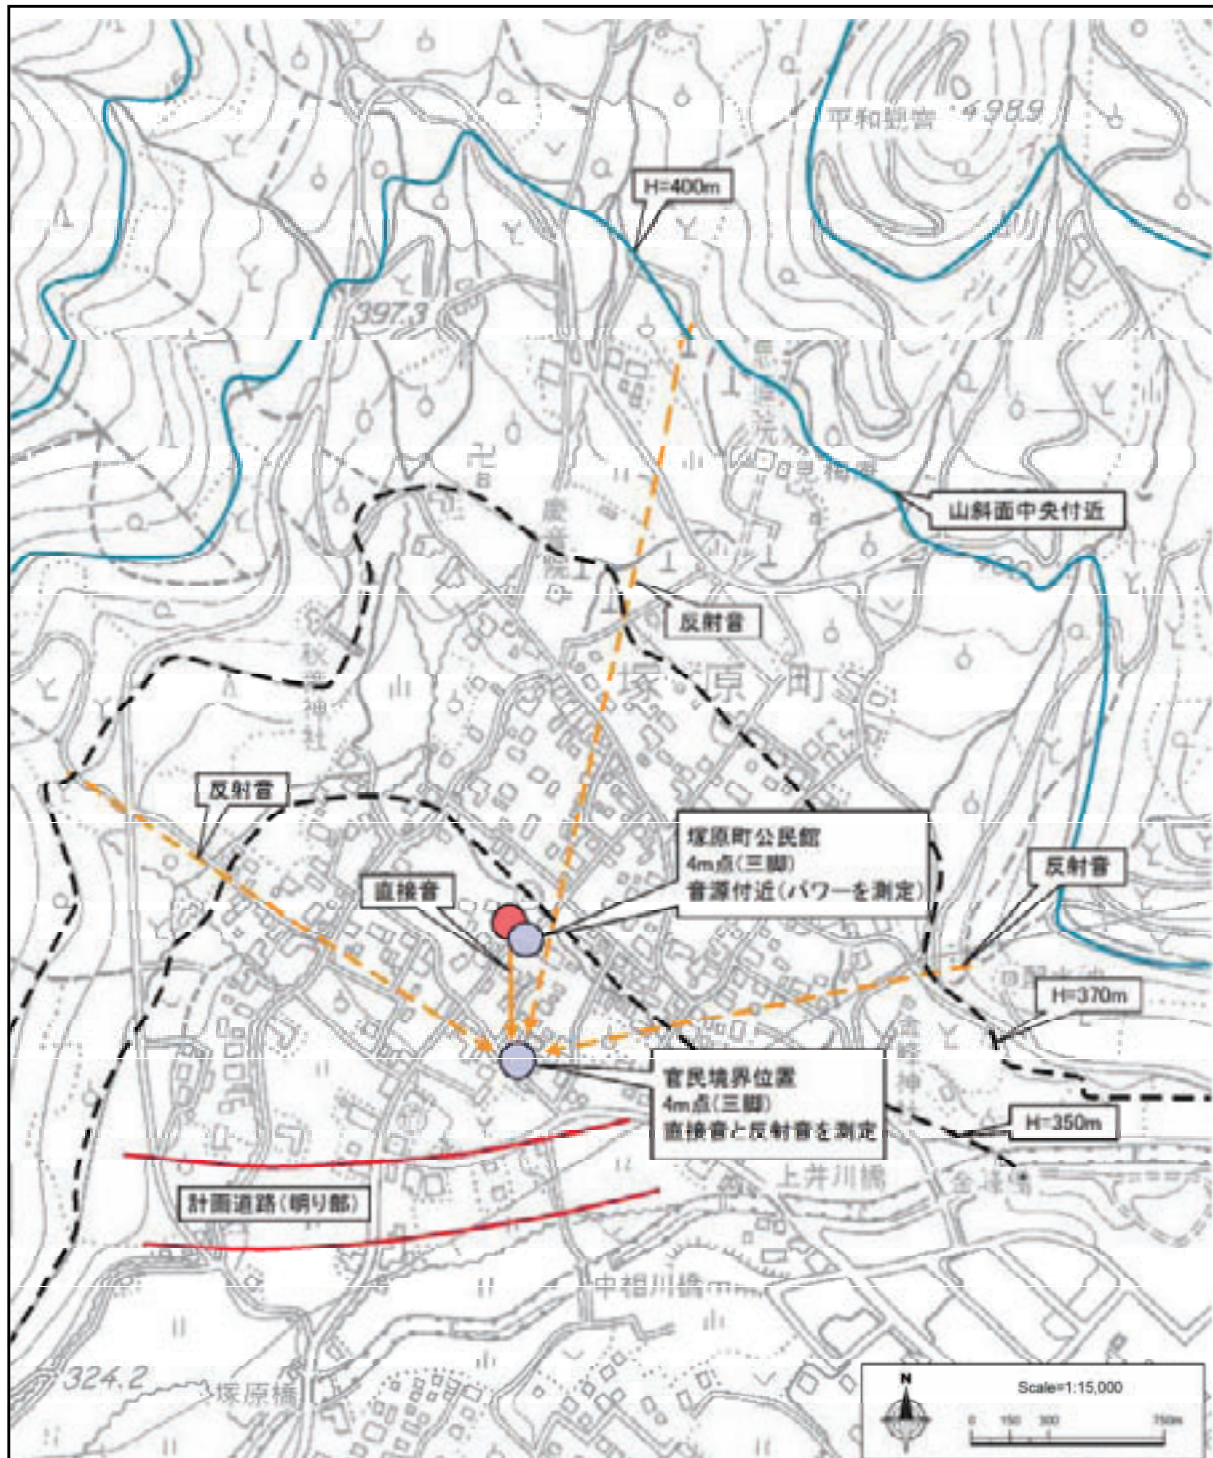 平和観音
498.9
H=400m
397.3
山斜面中央付近
反射音
塚原町
反射音
塚原町公民館
4m点(三脚)
音源付近(パワーを測定)
直接音
反射音
H=370m
官民境界位置
4m点(三脚)
直接音と反射音を測定
H=350m
上井川橋
計画道路(明り部)
中相川橋
324.2
塚原橋
N
Scale=1:15,000
0 150 300 750m